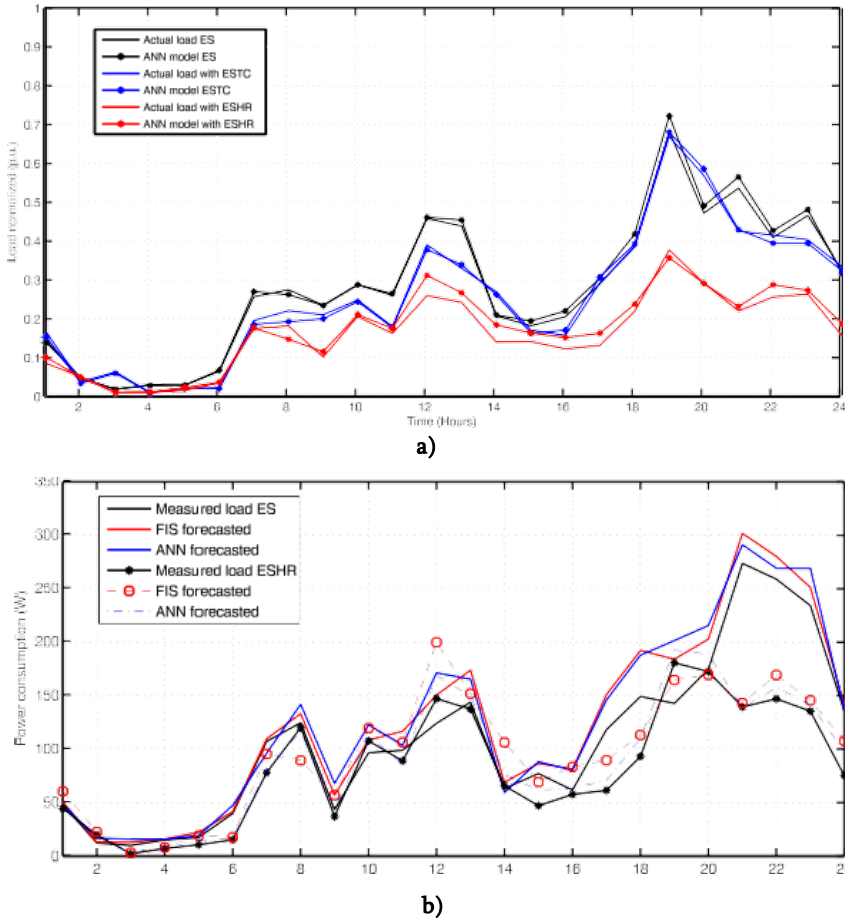 1
0.9
0.8
0.7
0.6
0.5
0.4
0.3
0.2
0.1
0
Load normalized (p.u.)
Actual load ES
ANN model ES
Actual load with ESTC
ANN model ESTC
Actual load with ESHR
ANN model with ESHR
2 4 6 8 10 12 14 16 18 20 22 24
Time (Hours)
a)
350
300
250
200
150
100
50
0
Power consumption (W)
Measured load ES
FIS forecasted
ANN forecasted
Measured load ESHR
FIS forecasted
ANN forecasted
2 4 6 8 10 12 14 16 18 20 22 24
b)